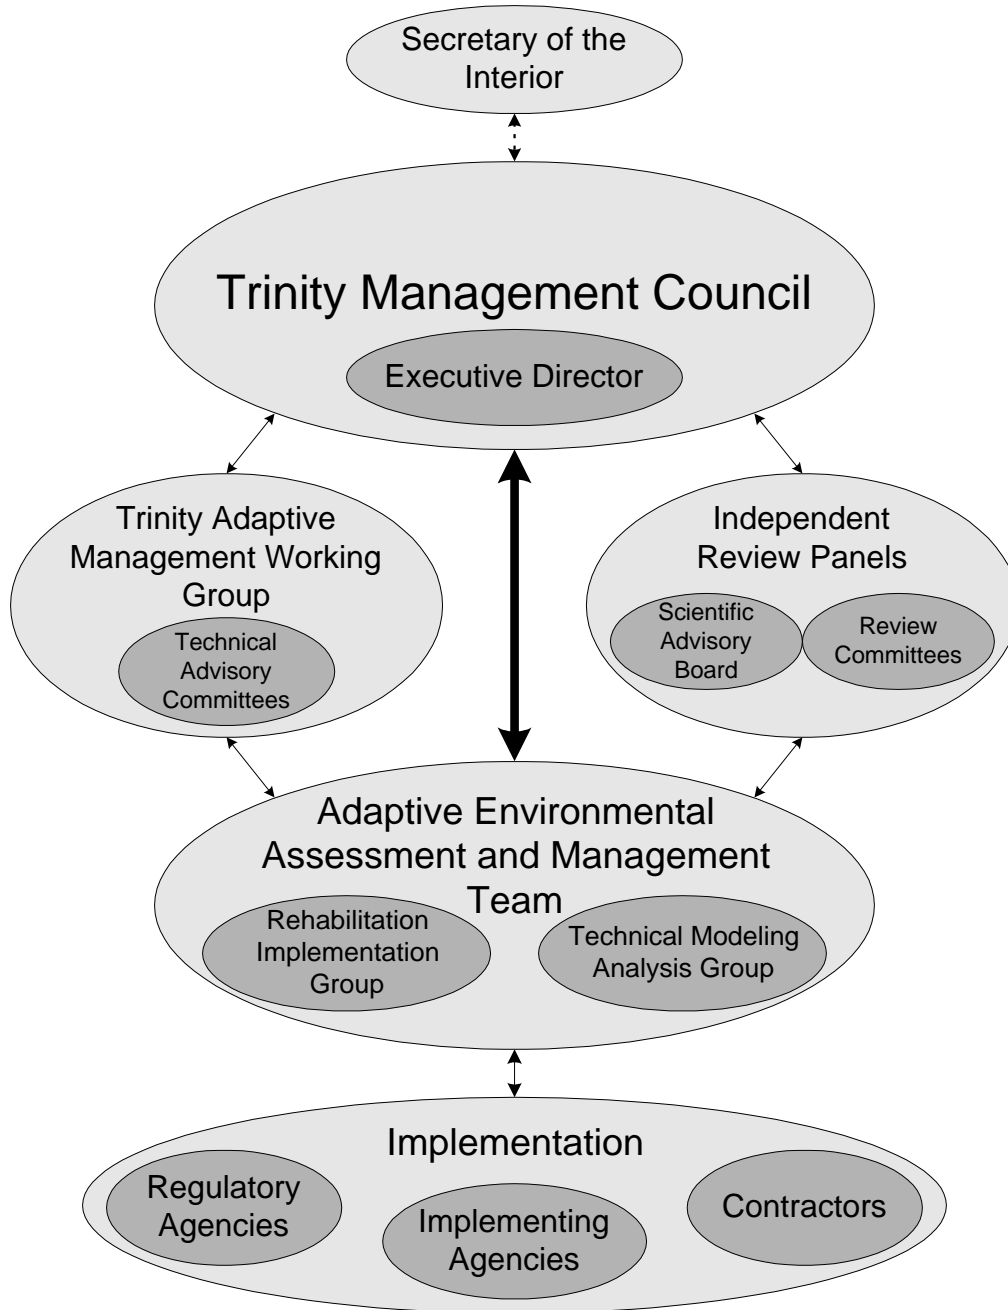 Secretary of the
Interior
Trinity Management Council
Executive Director
Trinity Adaptive
Management Working
Group
Technical
Advisory
Committees
Independent
Review Panels
Scientific
Advisory
Board
Review
Committees
Adaptive Environmental
Assessment and Management
Team
Rehabilitation
Implementation
Group
Technical Modeling
Analysis Group
Implementation
Regulatory
Agencies
Implementing
Agencies
Contractors